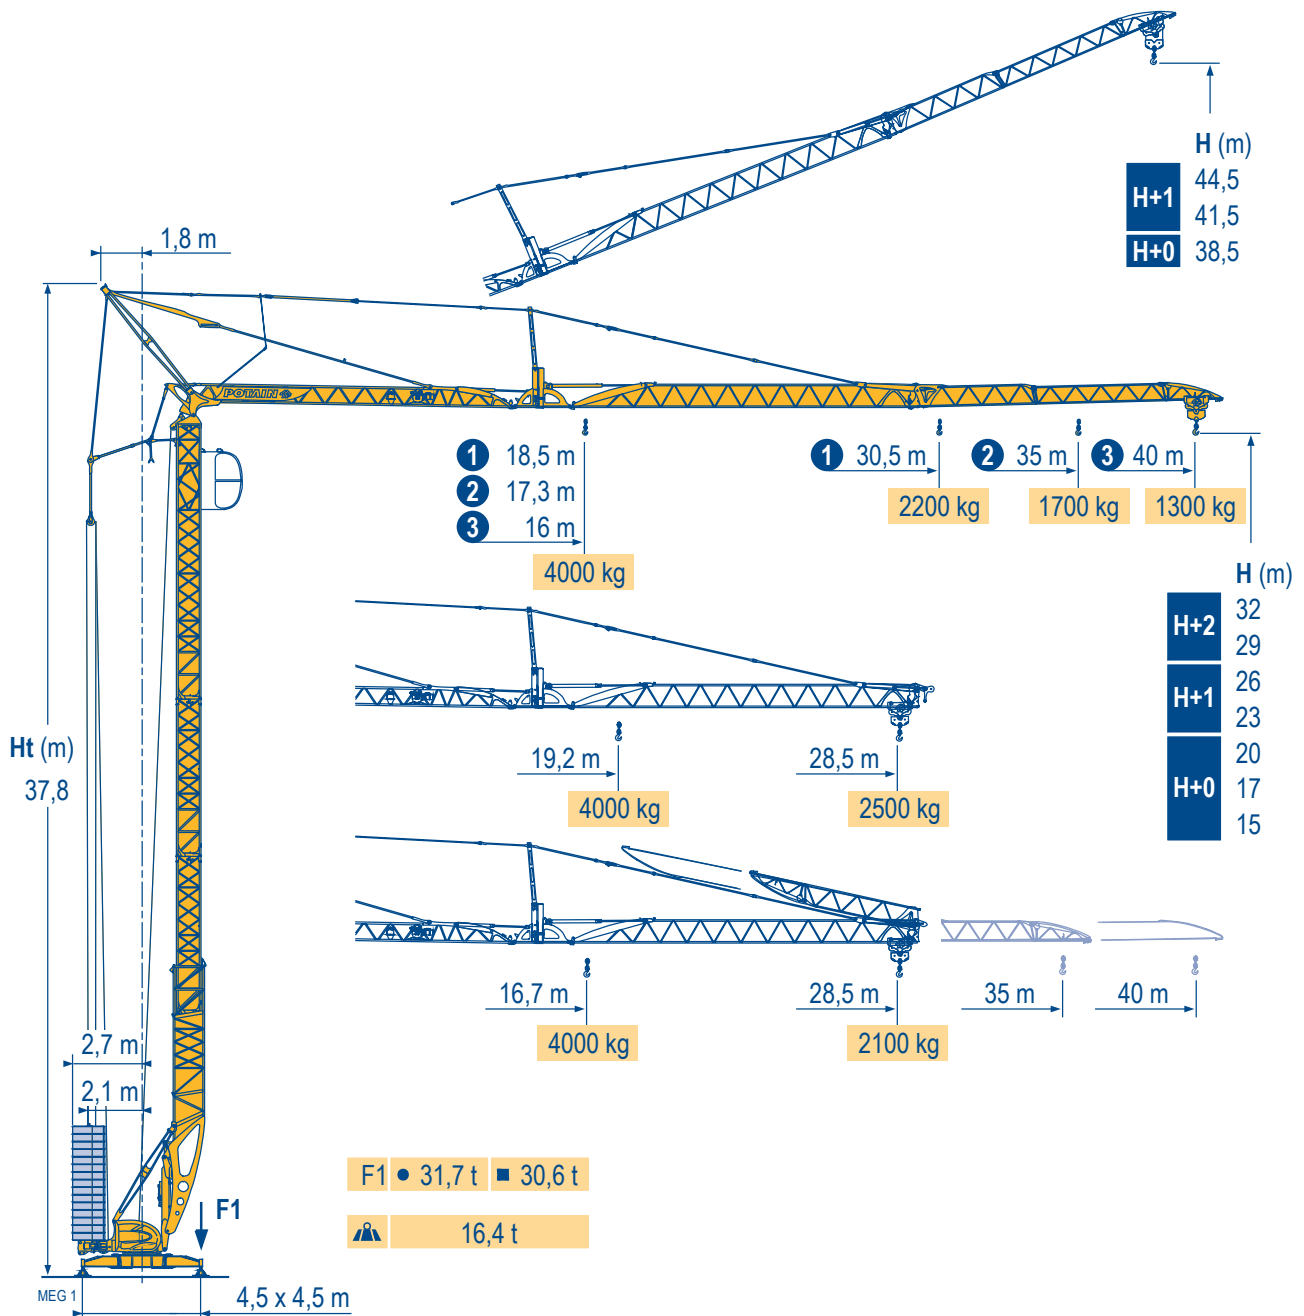 H (m)
H+1 44,5
41,5
H+0 38,5
1,8 m
POTAIN
1 18,5 m
2 17,3 m
3 16 m
4000 kg
1 30,5 m
2 35 m
3 40 m
2200 kg
1700 kg
1300 kg
H (m)
H+2 32
29
H+1 26
23
H+0 20
17
15
Ht (m)
37,8
19,2 m
28,5 m
4000 kg
2500 kg
16,7 m
28,5 m
35 m
40 m
4000 kg
2100 kg
2,7 m
2,1 m
F1 ● 31,7 t ■ 30,6 t
F1
16,4 t
MEG 1
4,5 x 4,5 m